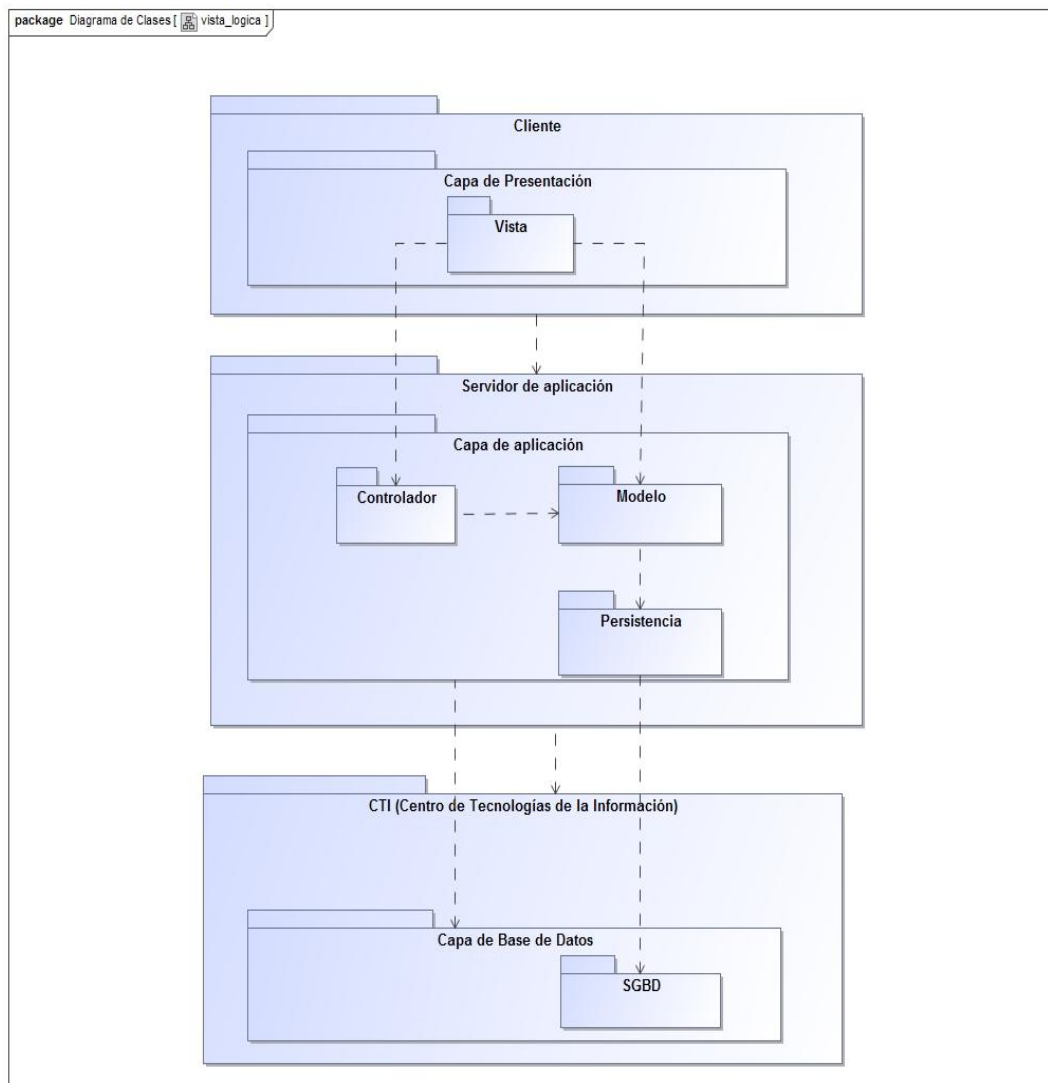 package Diagrama de Clases [ vista_logica ]
Cliente
Capa de Presentación
Vista
Servidor de aplicación
Capa de aplicación
Controlador
Modelo
Persistencia
CTI (Centro de Tecnologías de la Información)
Capa de Base de Datos
SGBD